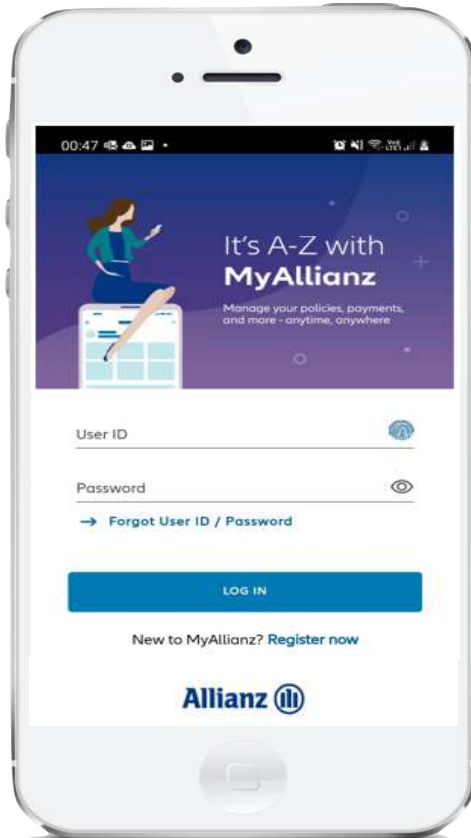 00:47
It's A-Z with
MyAllianz
Manage your policies, payments,
and more - anytime, anywhere
User ID
Password
→ Forgot User ID / Password
LOG IN
New to MyAllianz? Register now
Allianz